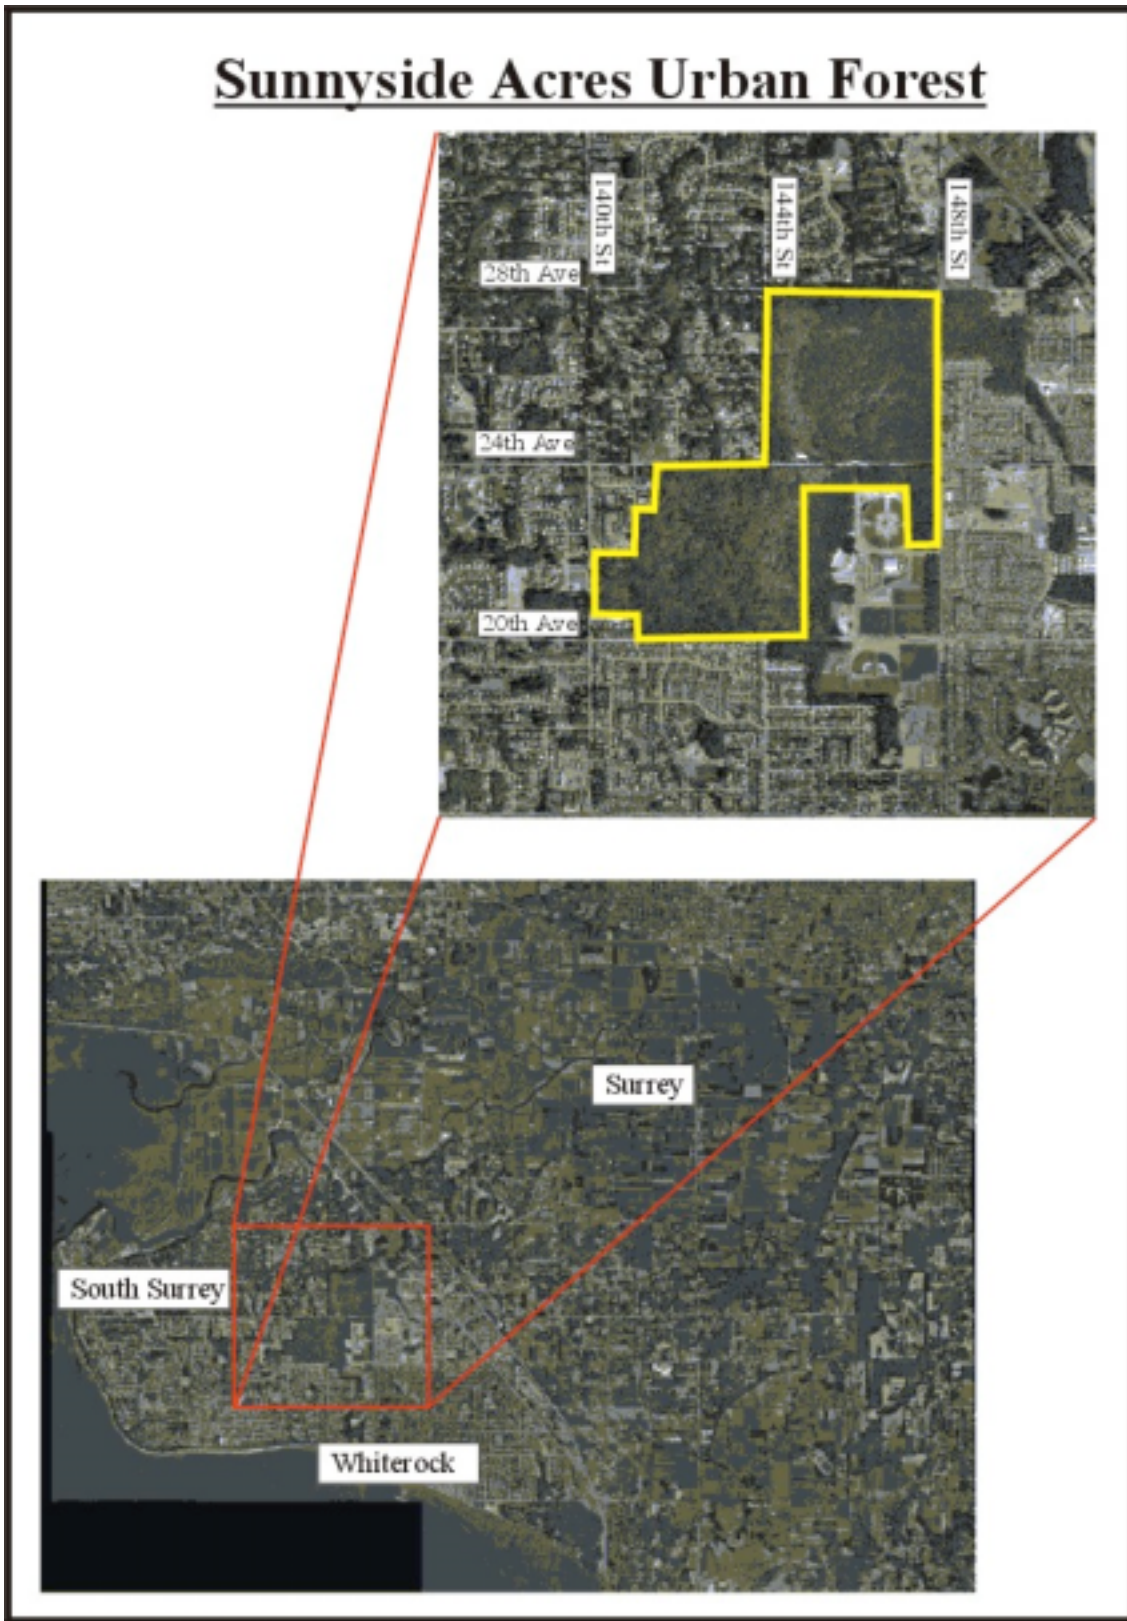 Sunnyside Acres Urban Forest
140th St
144th St
148th St
28th Ave
24th Ave
20th Ave
Surrey
South Surrey
Whiterock